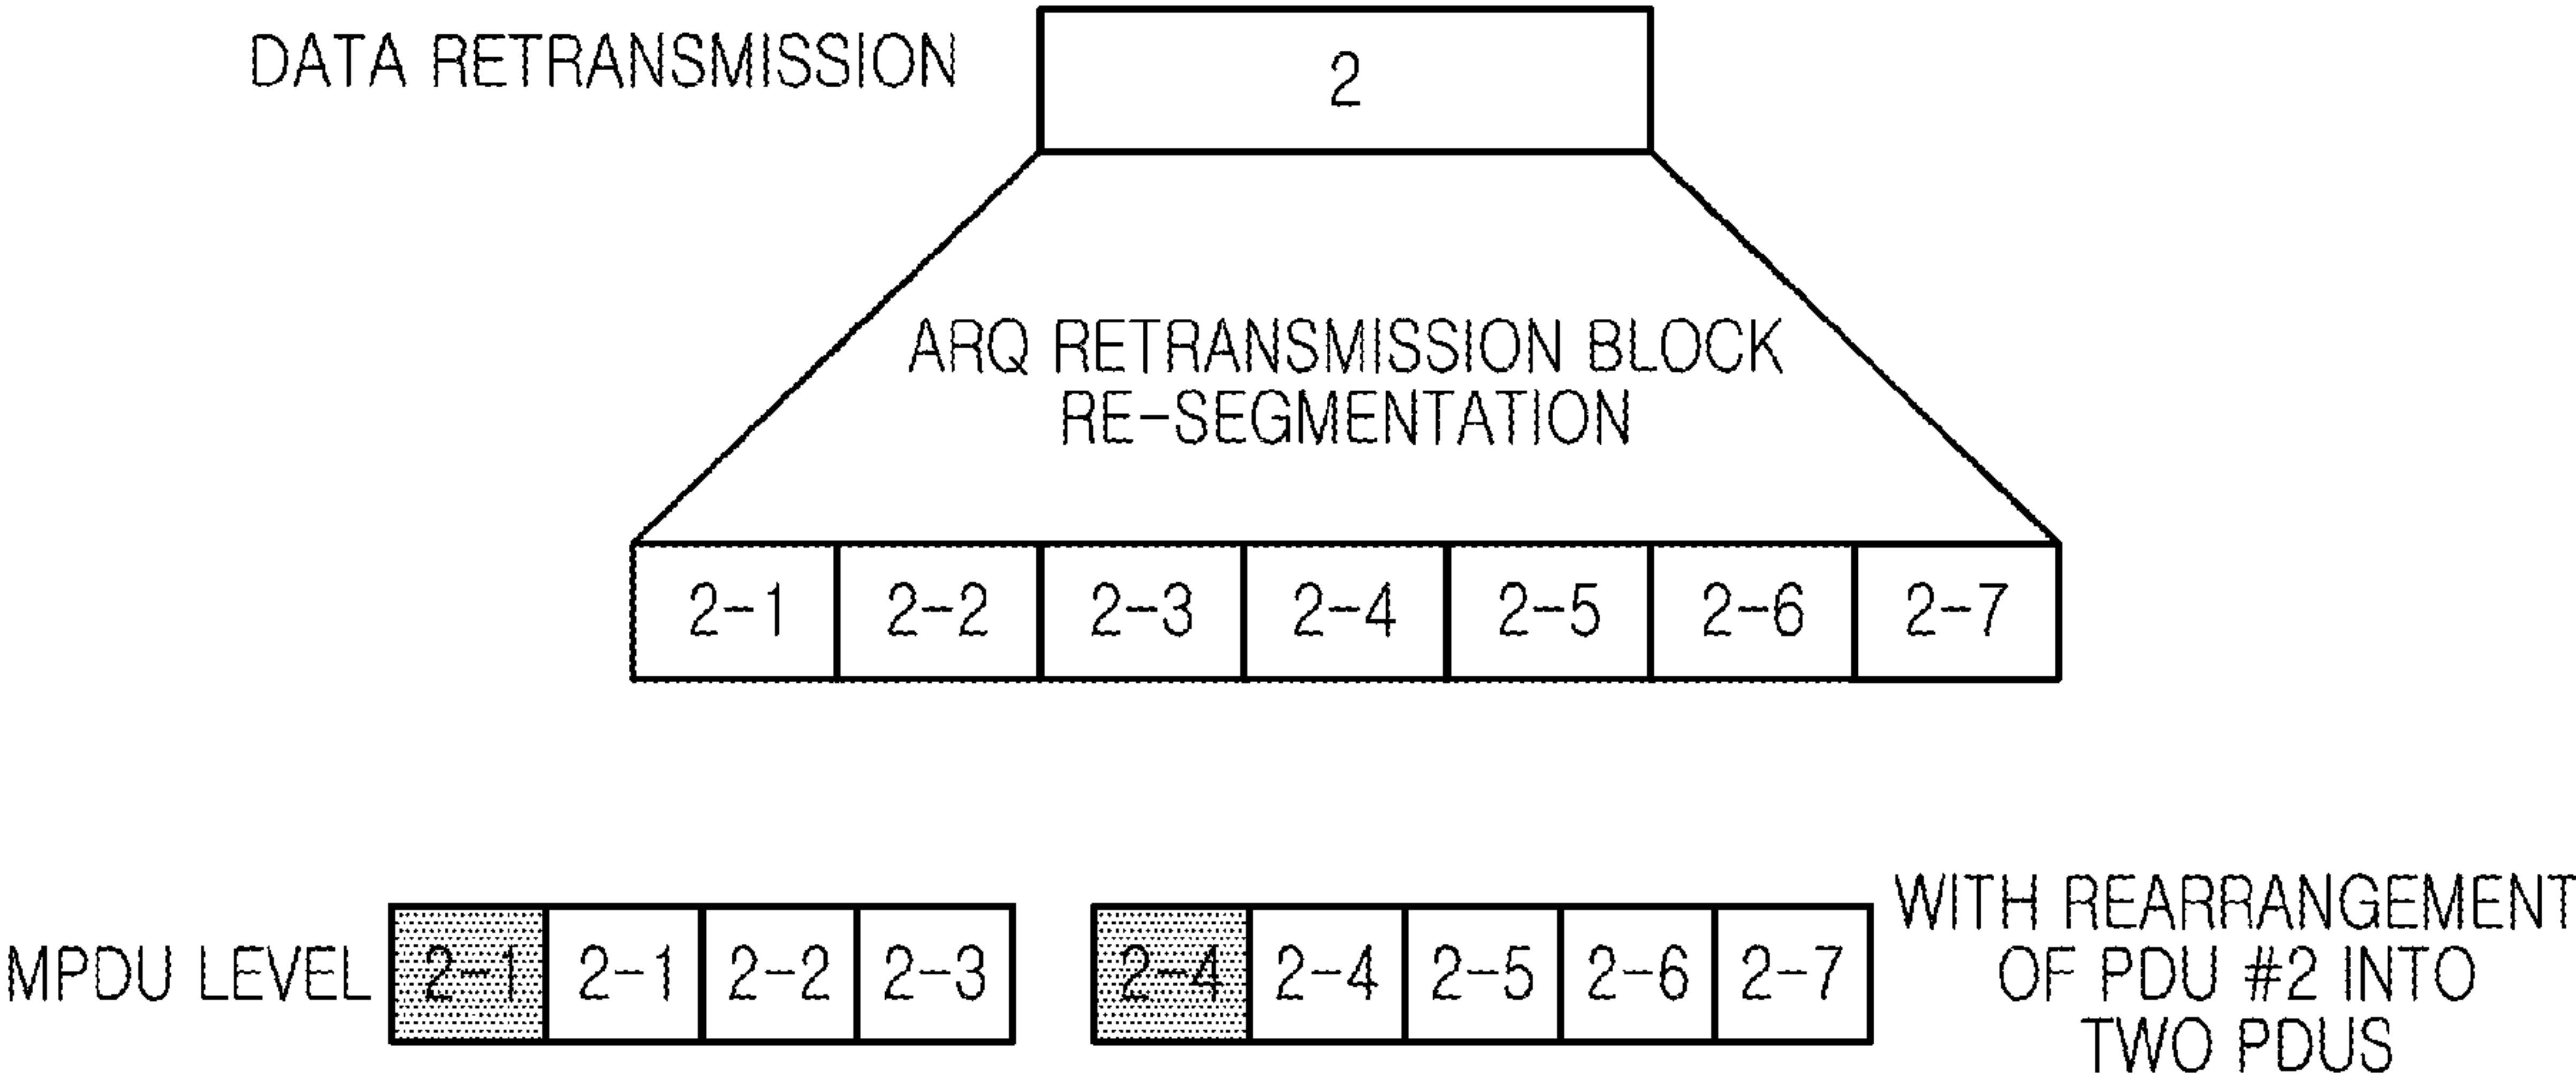 DATA RETRANSMISSION
2
ARQ RETRANSMISSION BLOCK
RE-SEGMENTATION
2-1 2-2 2-3 2-4 2-5 2-6 2-7
MPDU LEVEL 2-1 2-1 2-2 2-3 2-4 2-4 2-5 2-6 2-7
WITH REARRANGEMENT
OF PDU #2 INTO
TWO PDUS